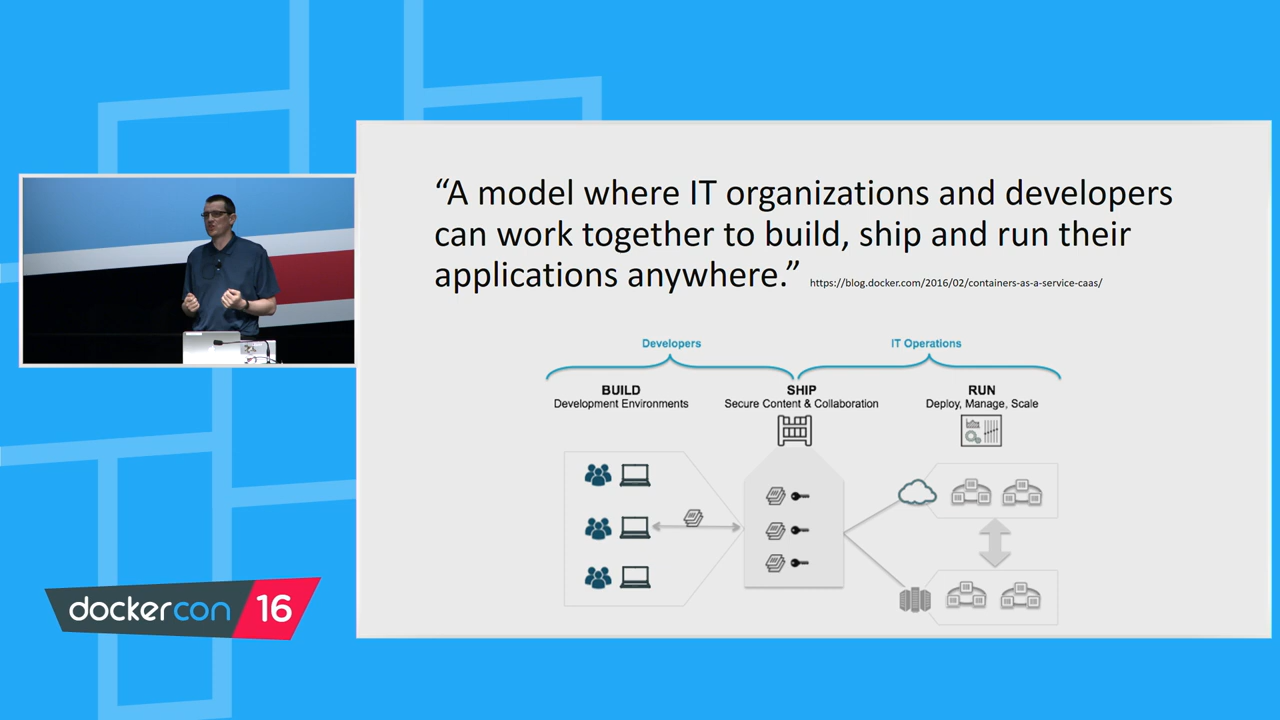 “A model where IT organizations and developers
can work together to build, ship and run their
applications anywhere.” https://blog.docker.com/2016/02/containers-as-a-service-caas/
Developers
IT Operations
BUILD
Development Environments
SHIP
Secure Content & Collaboration
RUN
Deploy, Manage, Scale
dockercon 16